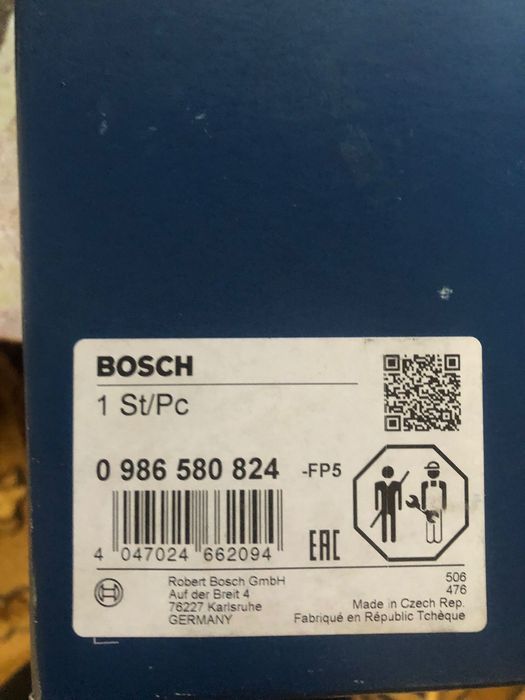 BOSCH
1 St/Pc
0 986 580 824 -FP5
4 047024 662094
EAC
Robert Bosch GmbH
Auf der Breit 4
76227 Karlsruhe
GERMANY
506
476
Made in Czech Rep.
Fabriqué en République Tchèque